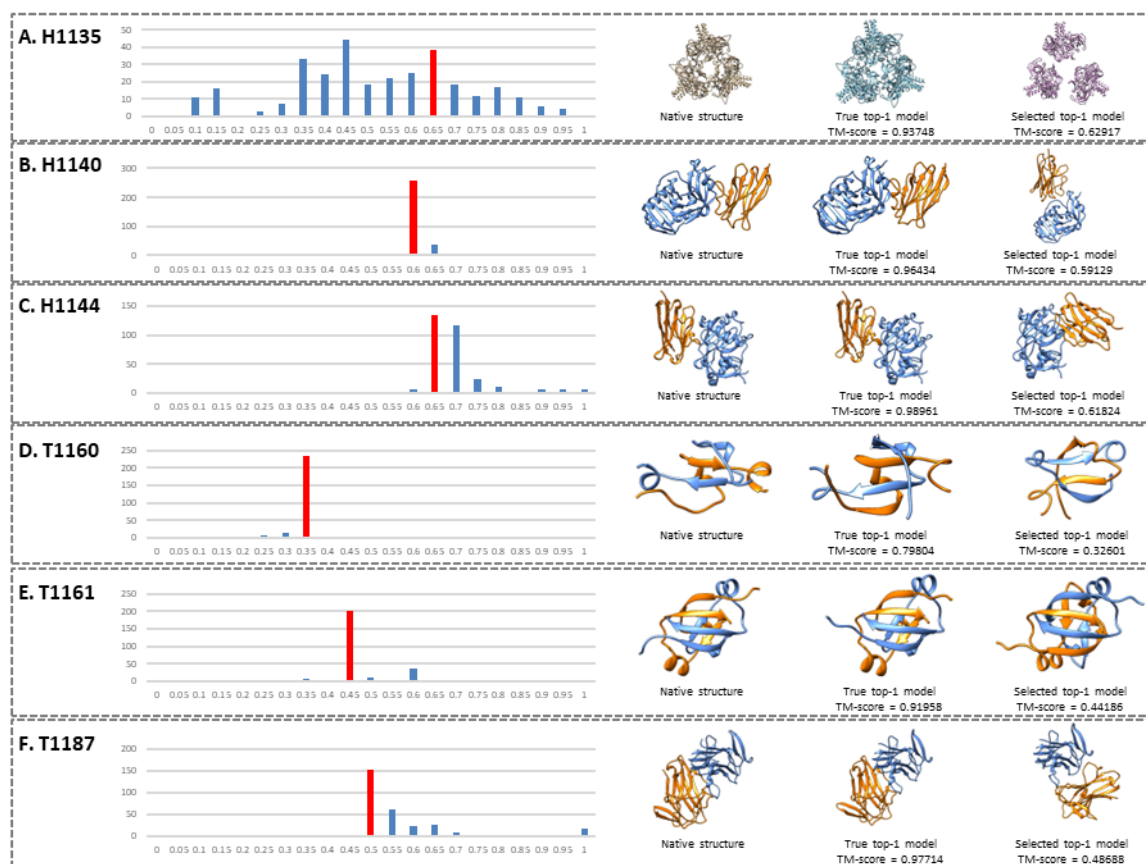 A. H1135
50
40
30
20
10
0
0 0.05 0.1 0.15 0.2 0.25 0.3 0.35 0.4 0.45 0.5 0.55 0.6 0.65 0.7 0.75 0.8 0.85 0.9 0.95 1
Native structure
True top-1 model
TM-score = 0.93748
Selected top-1 model
TM-score = 0.62917
B. H1140
300
200
100
0
0 0.05 0.1 0.15 0.2 0.25 0.3 0.35 0.4 0.45 0.5 0.55 0.6 0.65 0.7 0.75 0.8 0.85 0.9 0.95 1
Native structure
True top-1 model
TM-score = 0.96434
Selected top-1 model
TM-score = 0.59129
C. H1144
150
100
50
0
0 0.05 0.1 0.15 0.2 0.25 0.3 0.35 0.4 0.45 0.5 0.55 0.6 0.65 0.7 0.75 0.8 0.85 0.9 0.95 1
Native structure
True top-1 model
TM-score = 0.98961
Selected top-1 model
TM-score = 0.61824
D. T1160
250
200
150
100
50
0
0 0.05 0.1 0.15 0.2 0.25 0.3 0.35 0.4 0.45 0.5 0.55 0.6 0.65 0.7 0.75 0.8 0.85 0.9 0.95 1
Native structure
True top-1 model
TM-score = 0.79804
Selected top-1 model
TM-score = 0.32601
E. T1161
250
200
150
100
50
0
0 0.05 0.1 0.15 0.2 0.25 0.3 0.35 0.4 0.45 0.5 0.55 0.6 0.65 0.7 0.75 0.8 0.85 0.9 0.95 1
Native structure
True top-1 model
TM-score = 0.91958
Selected top-1 model
TM-score = 0.44186
F. T1187
200
150
100
50
0
0 0.05 0.1 0.15 0.2 0.25 0.3 0.35 0.4 0.45 0.5 0.55 0.6 0.65 0.7 0.75 0.8 0.85 0.9 0.95 1
Native structure
True top-1 model
TM-score = 0.97714
Selected top-1 model
TM-score = 0.48688